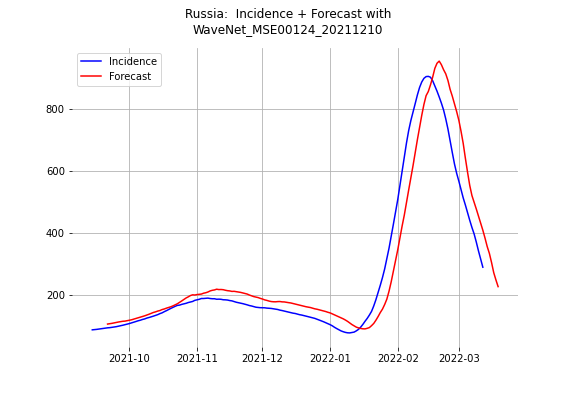 Russia:  Incidence + Forecast with
WaveNet_MSE00124_20211210
Incidence
Forecast
800
600
400
200
2021-10 2021-11 2021-12 2022-01 2022-02 2022-03